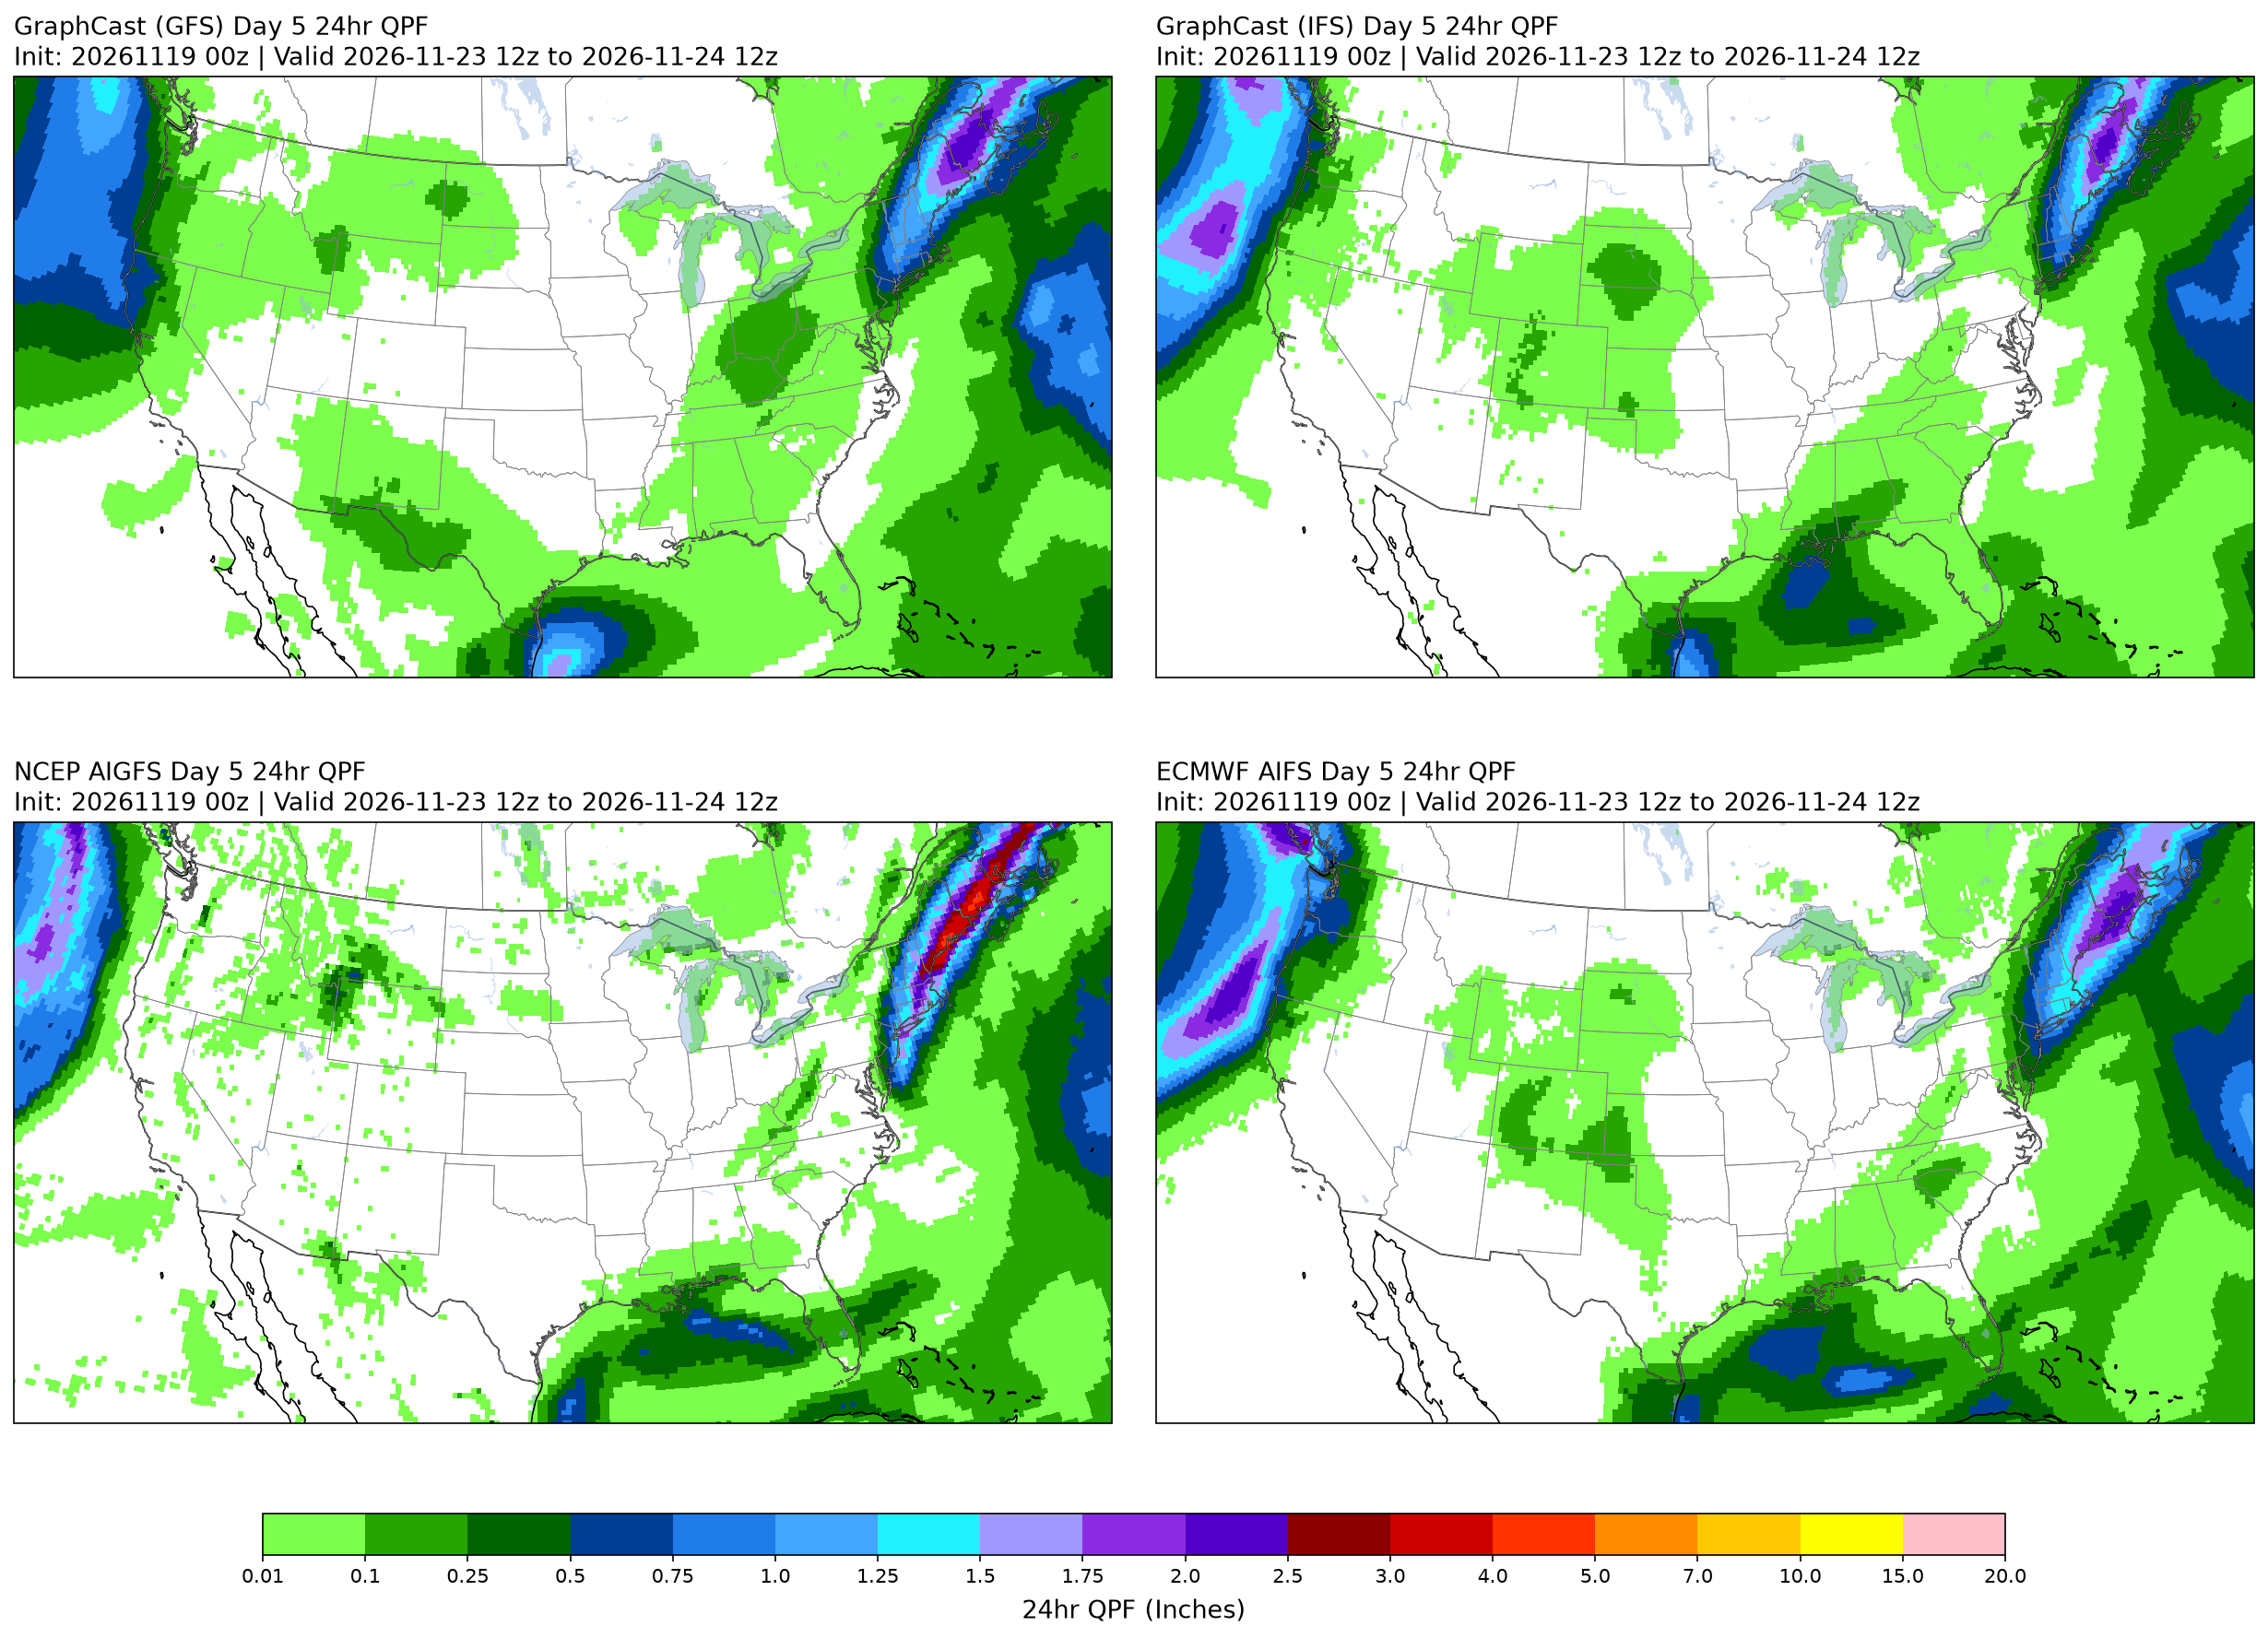 GraphCast (GFS) Day 5 24hr QPF
Init: 20261119 00z | Valid 2026-11-23 12z to 2026-11-24 12z
GraphCast (IFS) Day 5 24hr QPF
Init: 20261119 00z | Valid 2026-11-23 12z to 2026-11-24 12z
NCEP AIGFS Day 5 24hr QPF
Init: 20261119 00z | Valid 2026-11-23 12z to 2026-11-24 12z
ECMWF AIFS Day 5 24hr QPF
Init: 20261119 00z | Valid 2026-11-23 12z to 2026-11-24 12z
0.01 0.1 0.25 0.5 0.75 1.0 1.25 1.5 1.75 2.0 2.5 3.0 4.0 5.0 7.0 10.0 15.0 20.0
24hr QPF (Inches)